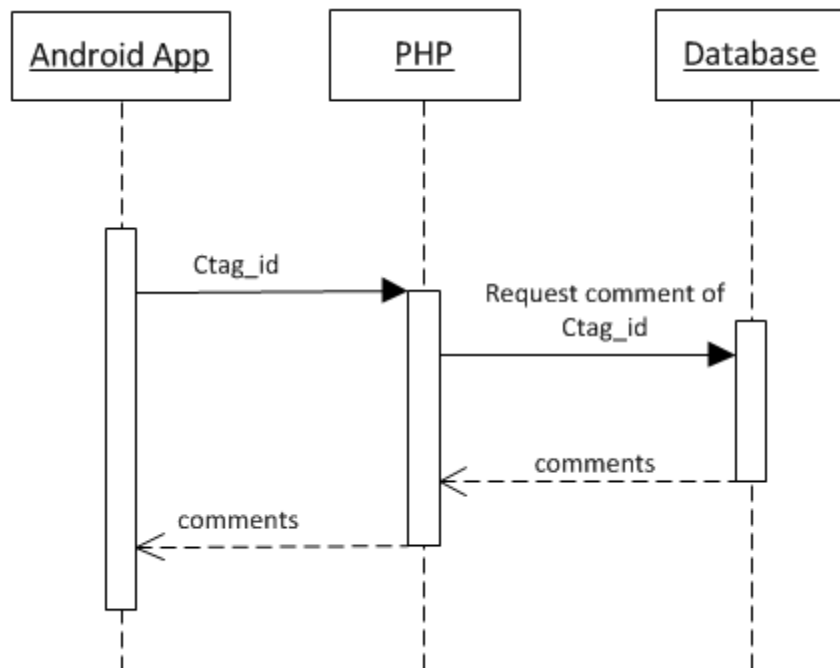 Android App
PHP
Database
Ctag_id
Request comment of
Ctag_id
comments
comments